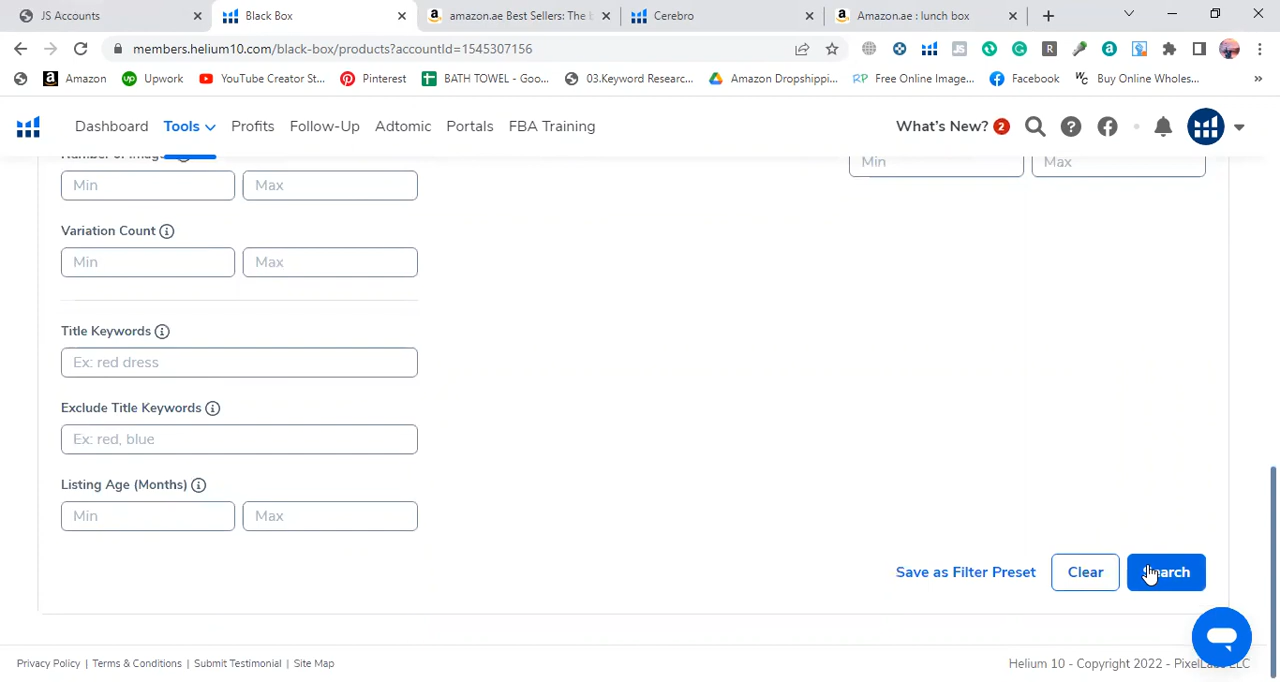 JS Accounts
Black Box
amazon.ae Best Sellers: The b
Cerebro
Amazon.ae : lunch box
members.helium10.com/black-box/products?accountId=1545307156
Amazon
Upwork
YouTube Creator St...
Pinterest
BATH TOWEL - Goo...
03.Keyword Researc...
Amazon Dropshippi...
Free Online Image...
Facebook
Buy Online Wholes...
Dashboard
Tools
Profits
Follow-Up
Adtomic
Portals
FBA Training
What's New? 2
Min Max
Min Max
Variation Count
Min Max
Title Keywords
Ex: red dress
Exclude Title Keywords
Ex: red, blue
Listing Age (Months)
Min Max
Save as Filter Preset
Clear
Search
Privacy Policy | Terms & Conditions | Submit Testimonial | Site Map
Helium 10 - Copyright 2022 -